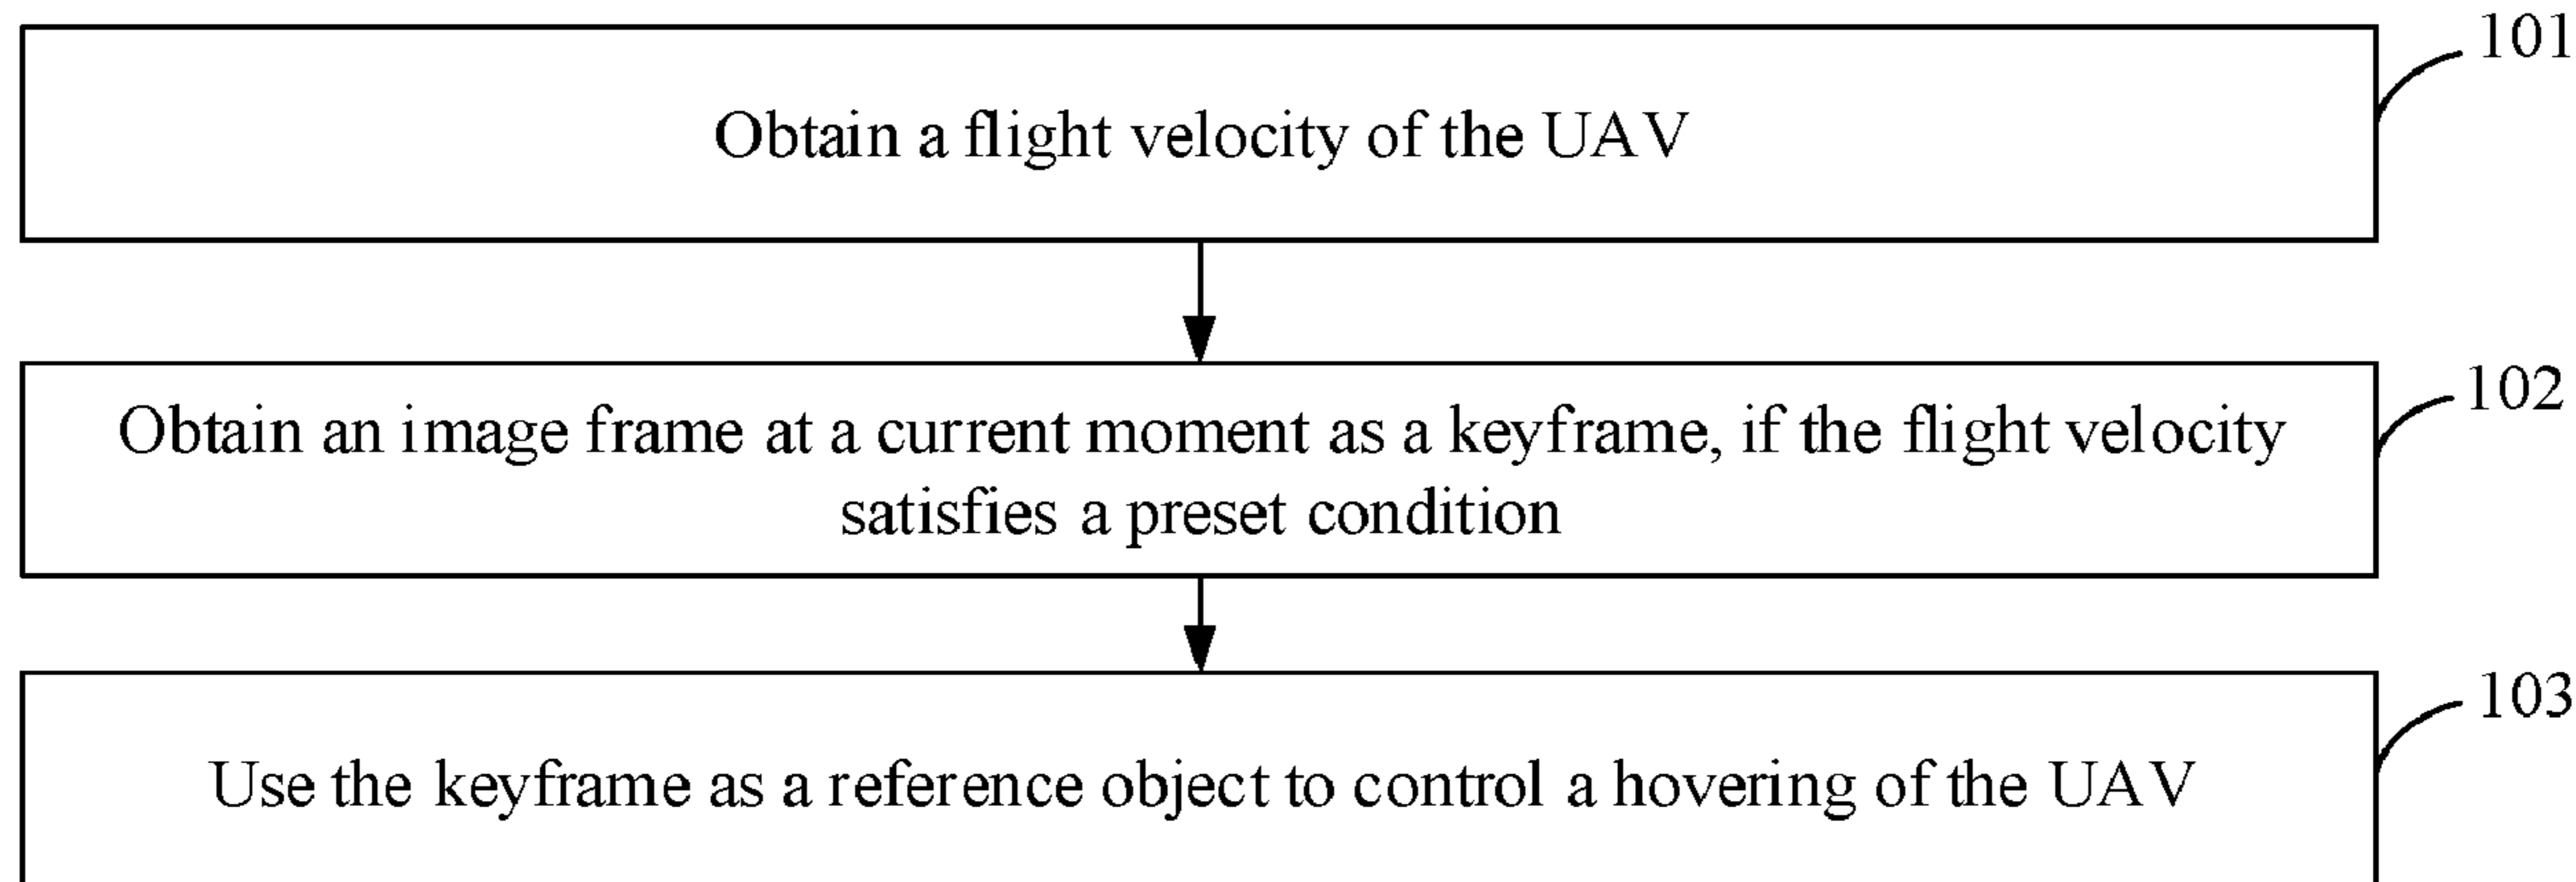 101
Obtain a flight velocity of the UAV
102
Obtain an image frame at a current moment as a keyframe, if the flight velocity
satisfies a preset condition
103
Use the keyframe as a reference object to control a hovering of the UAV